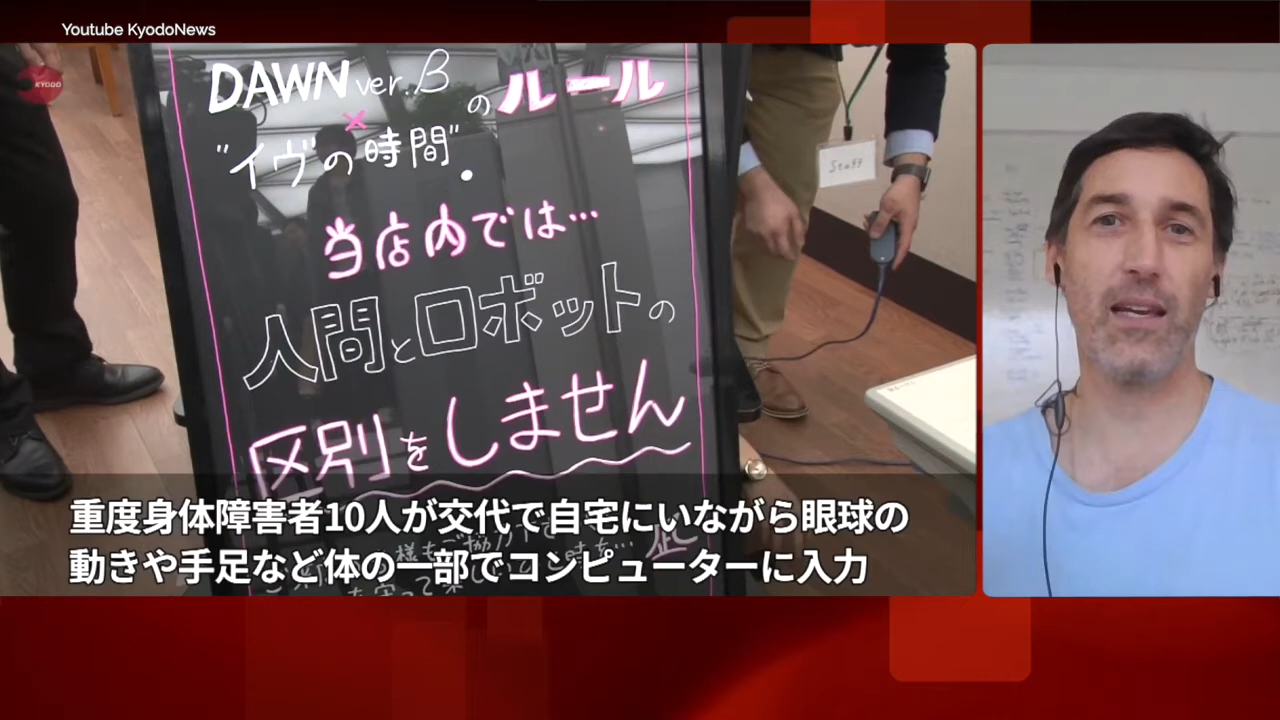 Youtube KyodoNews
KYODO
DAWN ver.β
×
"イヴの時間"のルール
Staff
当店内では…
人間とロボットの
区別をしません
重度身体障害者10人が交代で自宅にいながら眼球の
動きや手足など体の一部でコンピューターに入力